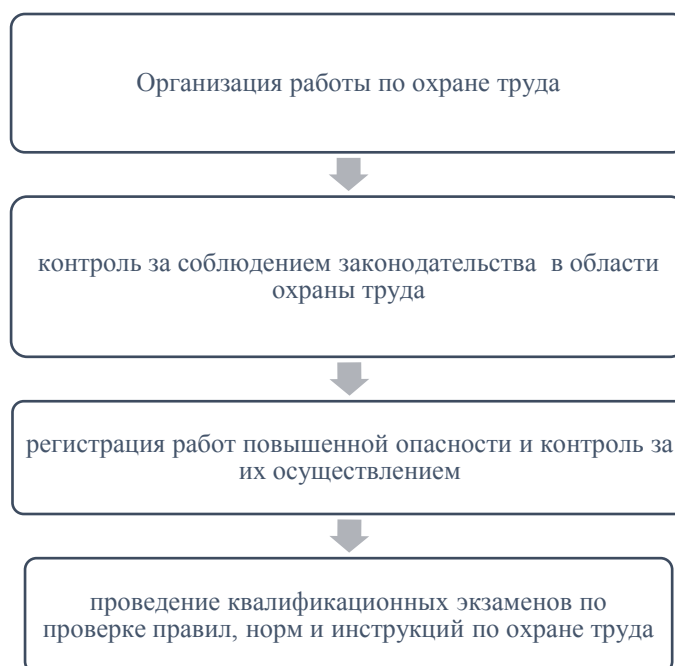 Организация работы по охране труда
контроль за соблюдением законодательства в области
охраны труда
регистрация работ повышенной опасности и контроль за
их осуществлением
проведение квалификационных экзаменов по
проверке правил, норм и инструкций по охране труда